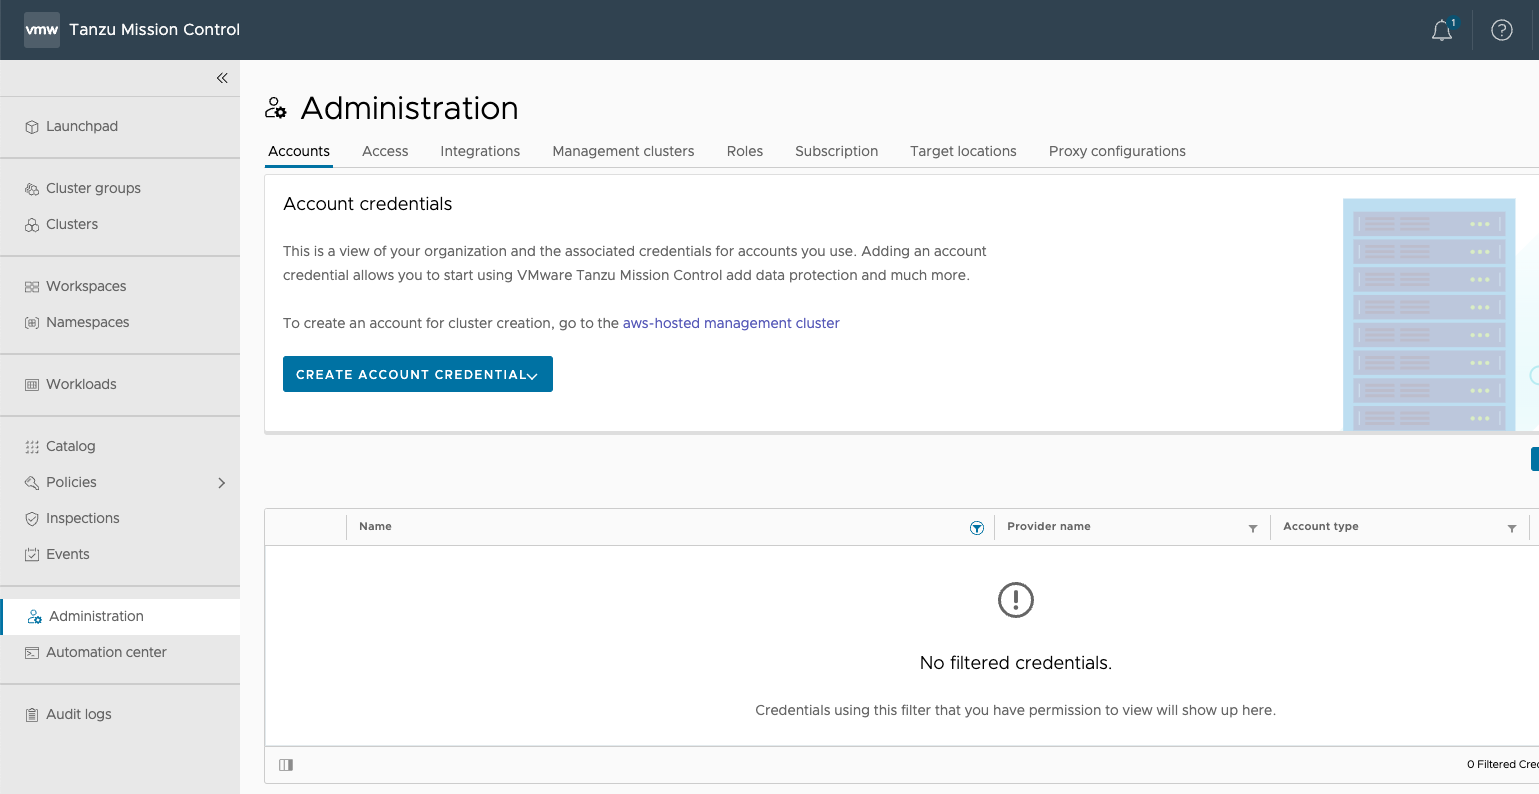 vmw Tanzu Mission Control
1
Launchpad
Cluster groups
Clusters
Workspaces
Namespaces
Workloads
Catalog
Policies
Inspections
Events
Administration
Automation center
Audit logs
Administration
Accounts Access Integrations Management clusters Roles Subscription Target locations Proxy configurations
Account credentials
This is a view of your organization and the associated credentials for accounts you use. Adding an account
credential allows you to start using VMware Tanzu Mission Control add data protection and much more.
To create an account for cluster creation, go to the aws-hosted management cluster
CREATE ACCOUNT CREDENTIAL
Name Provider name Account type
No filtered credentials.
Credentials using this filter that you have permission to view will show up here.
0 Filtered Cre